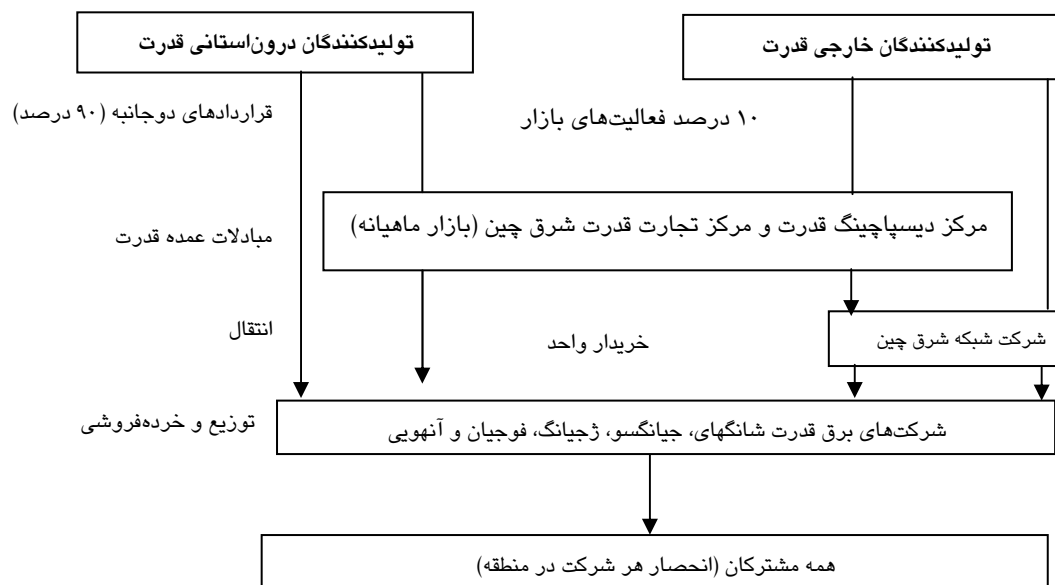 تولیدکنندگان خارجی قدرت
تولیدکنندگان درون‌استانی قدرت
قراردادهای دوجانبه (۹۰ درصد)
۱۰ درصد فعالیت‌های بازار
مرکز دیسپاچینگ قدرت و مرکز تجارت قدرت شرق چین (بازار ماهیانه)
مبادلات عمده قدرت
انتقال
خریدار واحد
شرکت شبکه شرق چین
توزیع و خرده‌فروشی
شرکت‌های برق قدرت شانگهای، جیانگسو، ژجیانگ، فوجیان و آنهویی
همه مشترکان (انحصار هر شرکت در منطقه)